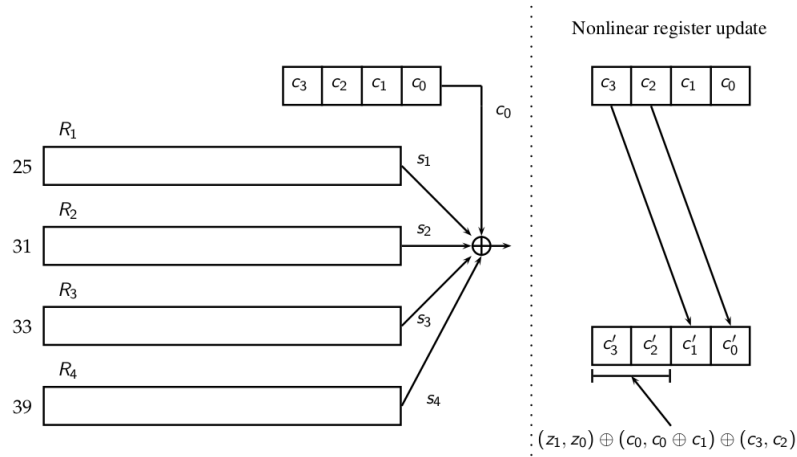 Nonlinear register update
c₃ c₂ c₁ c₀
c₀
R₁
25
s₁
R₂
31
s₂
R₃
33
s₃
R₄
39
s₄
⊕
c₃ c₂ c₁ c₀
c′₃ c′₂ c′₁ c′₀
(z₁, z₀) ⊕ (c₀, c₀ ⊕ c₁) ⊕ (c₃, c₂)